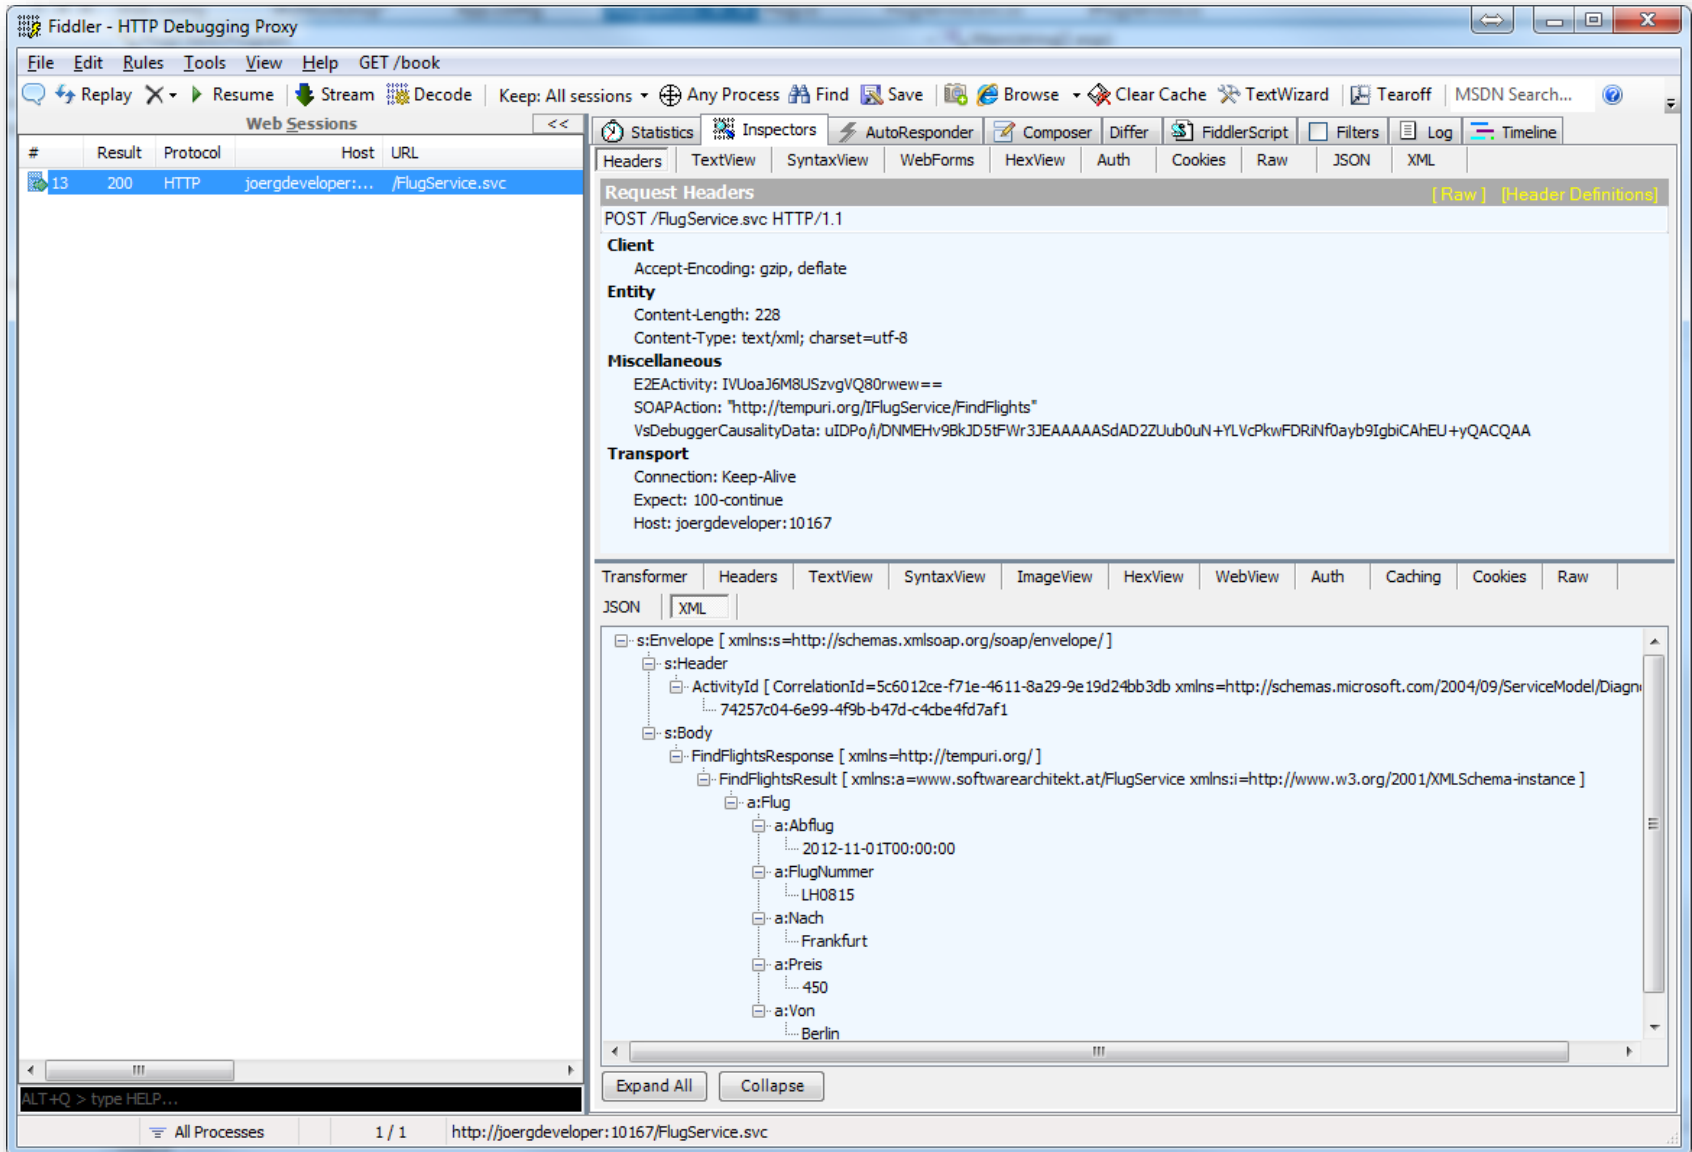 Fiddler - HTTP Debugging Proxy
File Edit Rules Tools View Help GET /book
Replay Resume Stream Decode Keep: All sessions Any Process Find Save Browse Clear Cache TextWizard Tearoff MSDN Search...
Web Sessions <<
# Result Protocol Host URL
13 200 HTTP joergdeveloper:... /FlugService.svc
Statistics Inspectors AutoResponder Composer Differ FiddlerScript Filters Log Timeline
Headers TextView SyntaxView WebForms HexView Auth Cookies Raw JSON XML
Request Headers [ Raw ] [Header Definitions]
POST /FlugService.svc HTTP/1.1
Client
Accept-Encoding: gzip, deflate
Entity
Content-Length: 228
Content-Type: text/xml; charset=utf-8
Miscellaneous
E2EActivity: IVUoaJ6M8USzvgVQ80rwew==
SOAPAction: "http://tempuri.org/IFlugService/FindFlights"
VsDebuggerCausalityData: uIDPo/i/DNMEHv9BkJD5tFWr3JEAAAAASdAD2ZUub0uN+YLVcPkwFDRiNf0ayb9IgbiCAhEU+yQACQAA
Transport
Connection: Keep-Alive
Expect: 100-continue
Host: joergdeveloper:10167
Transformer Headers TextView SyntaxView ImageView HexView WebView Auth Caching Cookies Raw
JSON XML
s:Envelope [ xmlns:s=http://schemas.xmlsoap.org/soap/envelope/ ]
s:Header
ActivityId [ CorrelationId=5c6012ce-f71e-4611-8a29-9e19d24bb3db xmlns=http://schemas.microsoft.com/2004/09/ServiceModel/Diagn
74257c04-6e99-4f9b-b47d-c4cbe4fd7af1
s:Body
FindFlightsResponse [ xmlns=http://tempuri.org/ ]
FindFlightsResult [ xmlns:a=www.softwarearchitekt.at/FlugService xmlns:i=http://www.w3.org/2001/XMLSchema-instance ]
a:Flug
a:Abflug
2012-11-01T00:00:00
a:FlugNummer
LH0815
a:Nach
Frankfurt
a:Preis
450
a:Von
Berlin
Expand All Collapse
ALT+Q > type HELP...
All Processes 1 / 1 http://joergdeveloper:10167/FlugService.svc